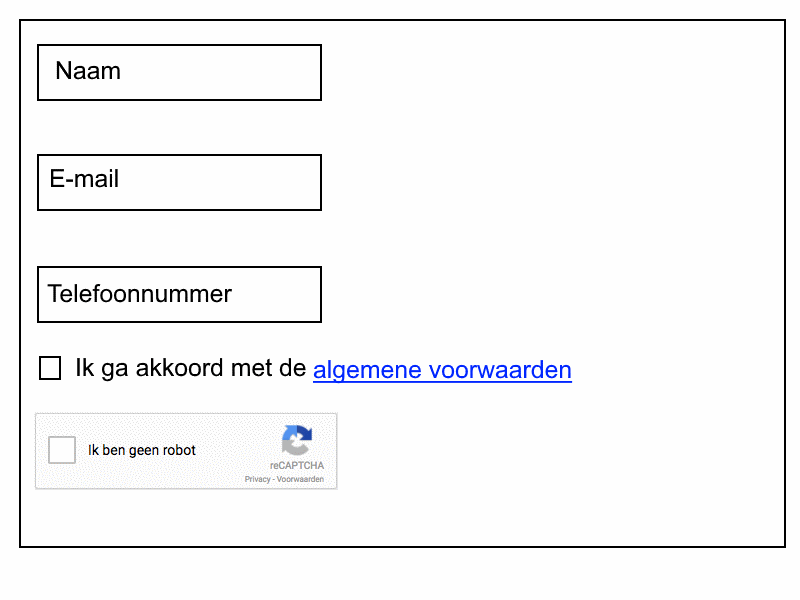 Naam
E-mail
Telefoonnummer
Ik ga akkoord met de algemene voorwaarden
Ik ben geen robot
reCAPTCHA
Privacy - Voorwaarden